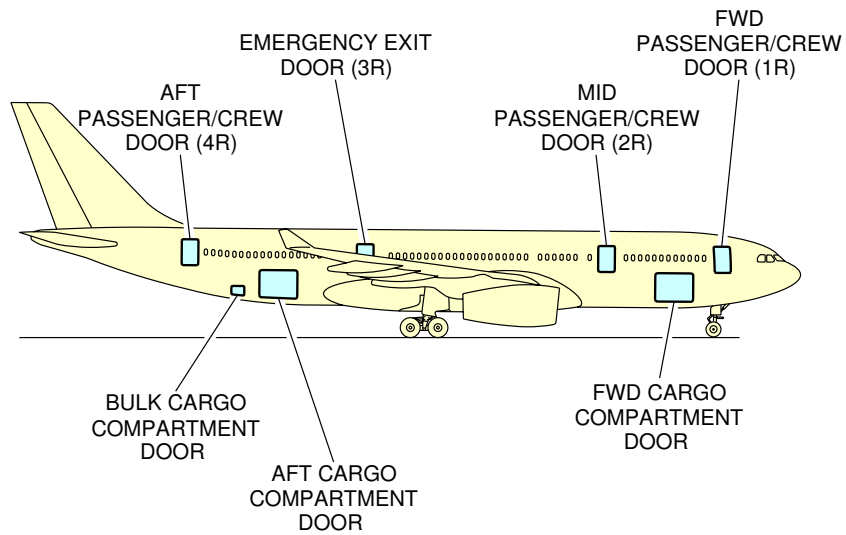 FWD
PASSENGER/CREW
DOOR (1R)
EMERGENCY EXIT
DOOR (3R)
AFT
PASSENGER/CREW
DOOR (4R)
MID
PASSENGER/CREW
DOOR (2R)
BULK CARGO
COMPARTMENT
DOOR
AFT CARGO
COMPARTMENT
DOOR
FWD CARGO
COMPARTMENT
DOOR